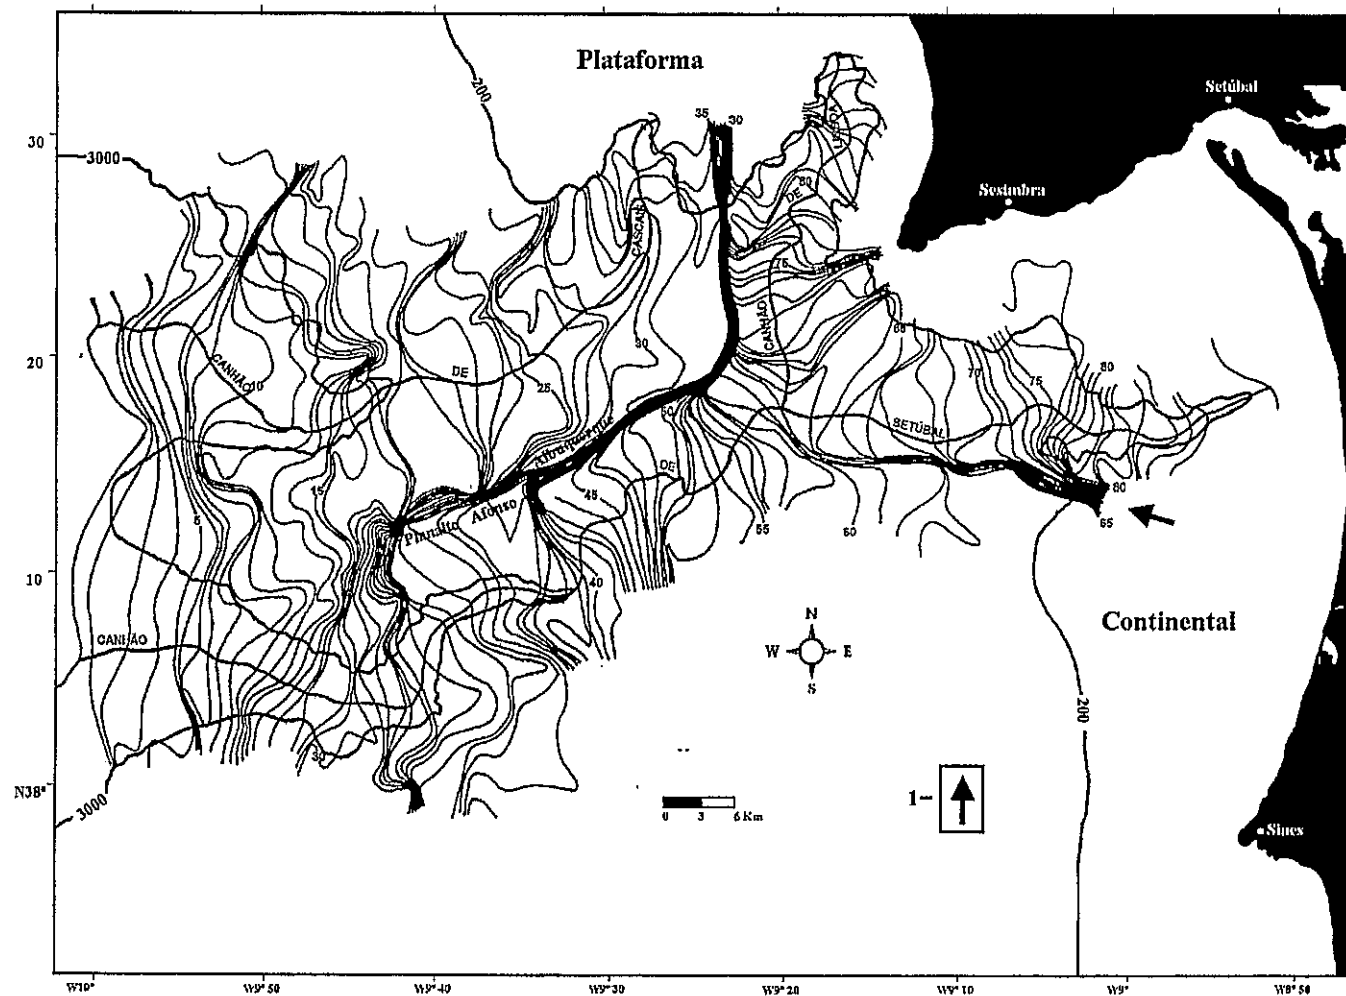 Plataforma
200
35
30
Setúbal
30
3000
Sesimbra
DE
80
CASCAIS
75
CANHÃO
65
30
20
CANHÃO
10
DE
25
70
75
80
50
SETÚBAL
Albuquerque
DE
15
45
80
65
5
Planalto
Afonso
55
60
10
40
CANHÃO
N
W
E
S
Continental
200
30
N38°
3000
1-
0 3 6 Km
Sines
W10°
W9°50
W9°40
W9°30
W9°20
W9°10
W9°
W8°50